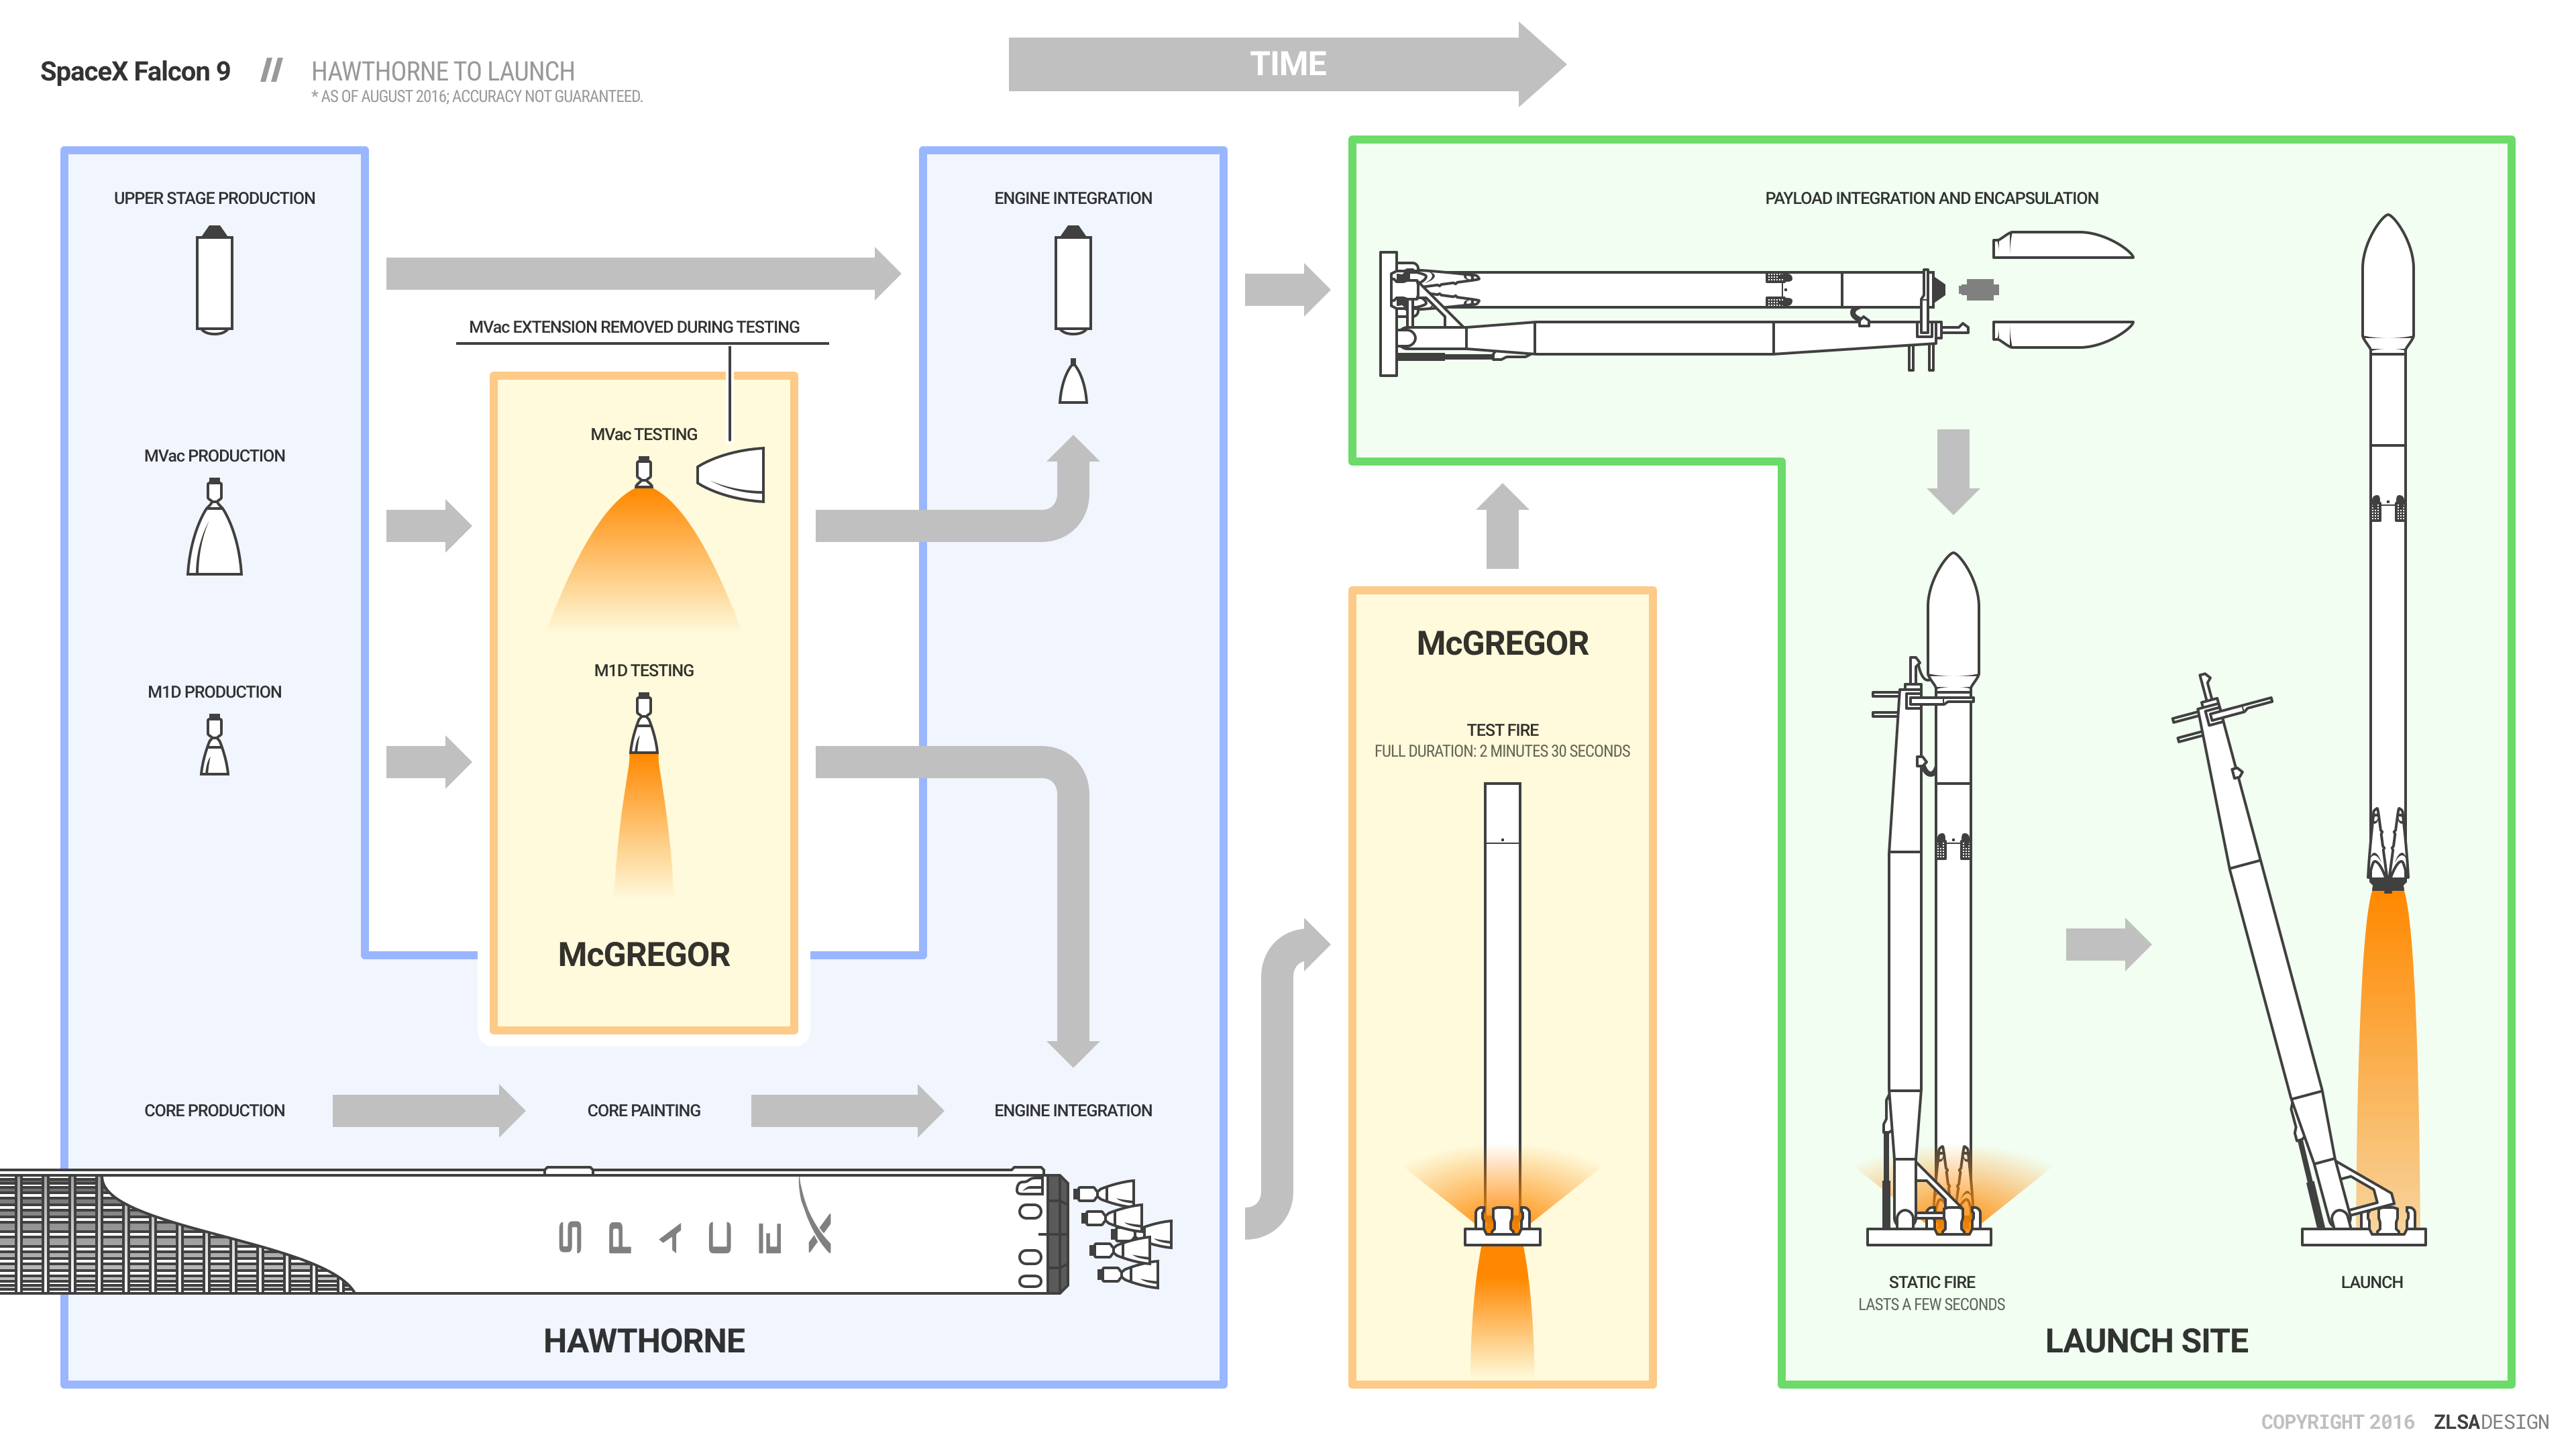 SpaceX Falcon 9 // HAWTHORNE TO LAUNCH
* AS OF AUGUST 2016; ACCURACY NOT GUARANTEED.
TIME
UPPER STAGE PRODUCTION
ENGINE INTEGRATION
MVac EXTENSION REMOVED DURING TESTING
MVac PRODUCTION
MVac TESTING
M1D PRODUCTION
M1D TESTING
McGREGOR
CORE PRODUCTION
CORE PAINTING
ENGINE INTEGRATION
SPACEX
HAWTHORNE
McGREGOR
TEST FIRE
FULL DURATION: 2 MINUTES 30 SECONDS
PAYLOAD INTEGRATION AND ENCAPSULATION
STATIC FIRE
LASTS A FEW SECONDS
LAUNCH
LAUNCH SITE
COPYRIGHT 2016 ZLSADESIGN